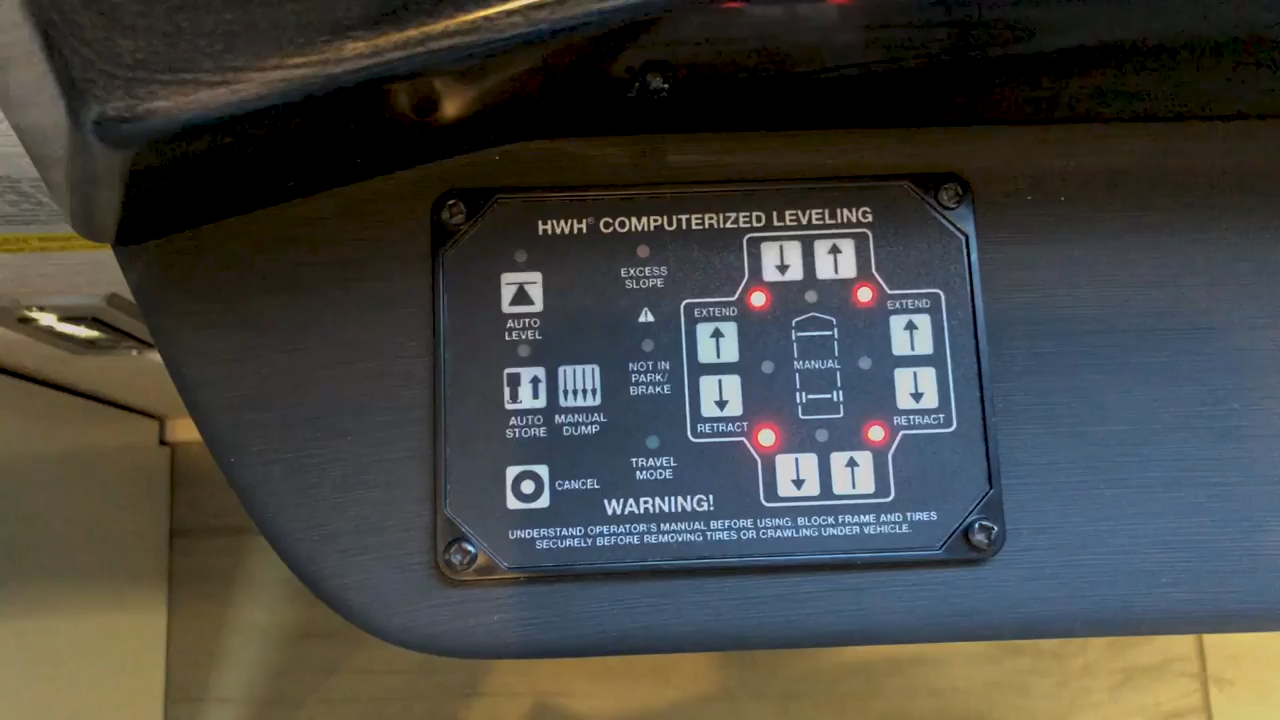 HWH® COMPUTERIZED LEVELING
EXCESS
SLOPE
AUTO
LEVEL
NOT IN
PARK/
BRAKE
AUTO
STORE
MANUAL
DUMP
TRAVEL
MODE
CANCEL
EXTEND
RETRACT
MANUAL
EXTEND
RETRACT
WARNING!
UNDERSTAND OPERATOR'S MANUAL BEFORE USING. BLOCK FRAME AND TIRES
SECURELY BEFORE REMOVING TIRES OR CRAWLING UNDER VEHICLE.